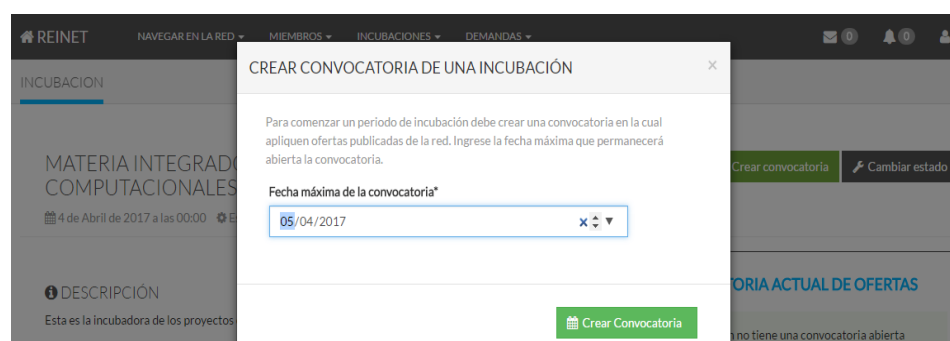 REINET NAVEGAR EN LA RED MIEMBROS INCUBACIONES DEMANDAS 0 0
INCUBACION
CREAR CONVOCATORIA DE UNA INCUBACIÓN ×
Para comenzar un periodo de incubación debe crear una convocatoria en la cual
apliquen ofertas publicadas de la red. Ingrese la fecha máxima que permanecerá
abierta la convocatoria.
Fecha máxima de la convocatoria*
05/04/2017
Crear Convocatoria
MATERIA INTEGRAD
COMPUTACIONALES
4 de Abril de 2017 a las 00:00 E
Crear convocatoria Cambiar estado
DESCRIPCIÓN
Esta es la incubadora de los proyectos
ORIA ACTUAL DE OFERTAS
no tiene una convocatoria abierta